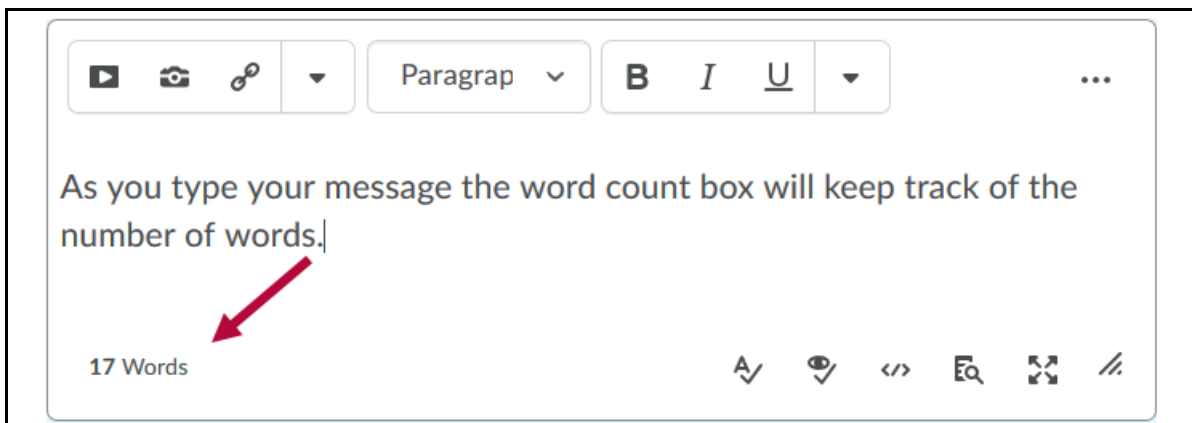 Paragrap B I U
As you type your message the word count box will keep track of the
number of words.
17 Words